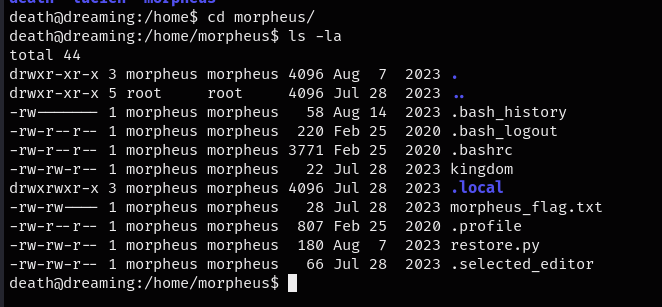 death lucien morpheus
death@dreaming:/home$ cd morpheus/
death@dreaming:/home/morpheus$ ls -la
total 44
drwxr-xr-x 3 morpheus morpheus 4096 Aug  7  2023 .
drwxr-xr-x 5 root     root     4096 Jul 28  2023 ..
-rw------- 1 morpheus morpheus   58 Aug 14  2023 .bash_history
-rw-r--r-- 1 morpheus morpheus  220 Feb 25  2020 .bash_logout
-rw-r--r-- 1 morpheus morpheus 3771 Feb 25  2020 .bashrc
-rw-rw-r-- 1 morpheus morpheus   22 Jul 28  2023 kingdom
drwxrwxr-x 3 morpheus morpheus 4096 Jul 28  2023 .local
-rw-rw---- 1 morpheus morpheus   28 Jul 28  2023 morpheus_flag.txt
-rw-r--r-- 1 morpheus morpheus  807 Feb 25  2020 .profile
-rw-rw-r-- 1 morpheus morpheus  180 Aug  7  2023 restore.py
-rw-rw-r-- 1 morpheus morpheus   66 Jul 28  2023 .selected_editor
death@dreaming:/home/morpheus$